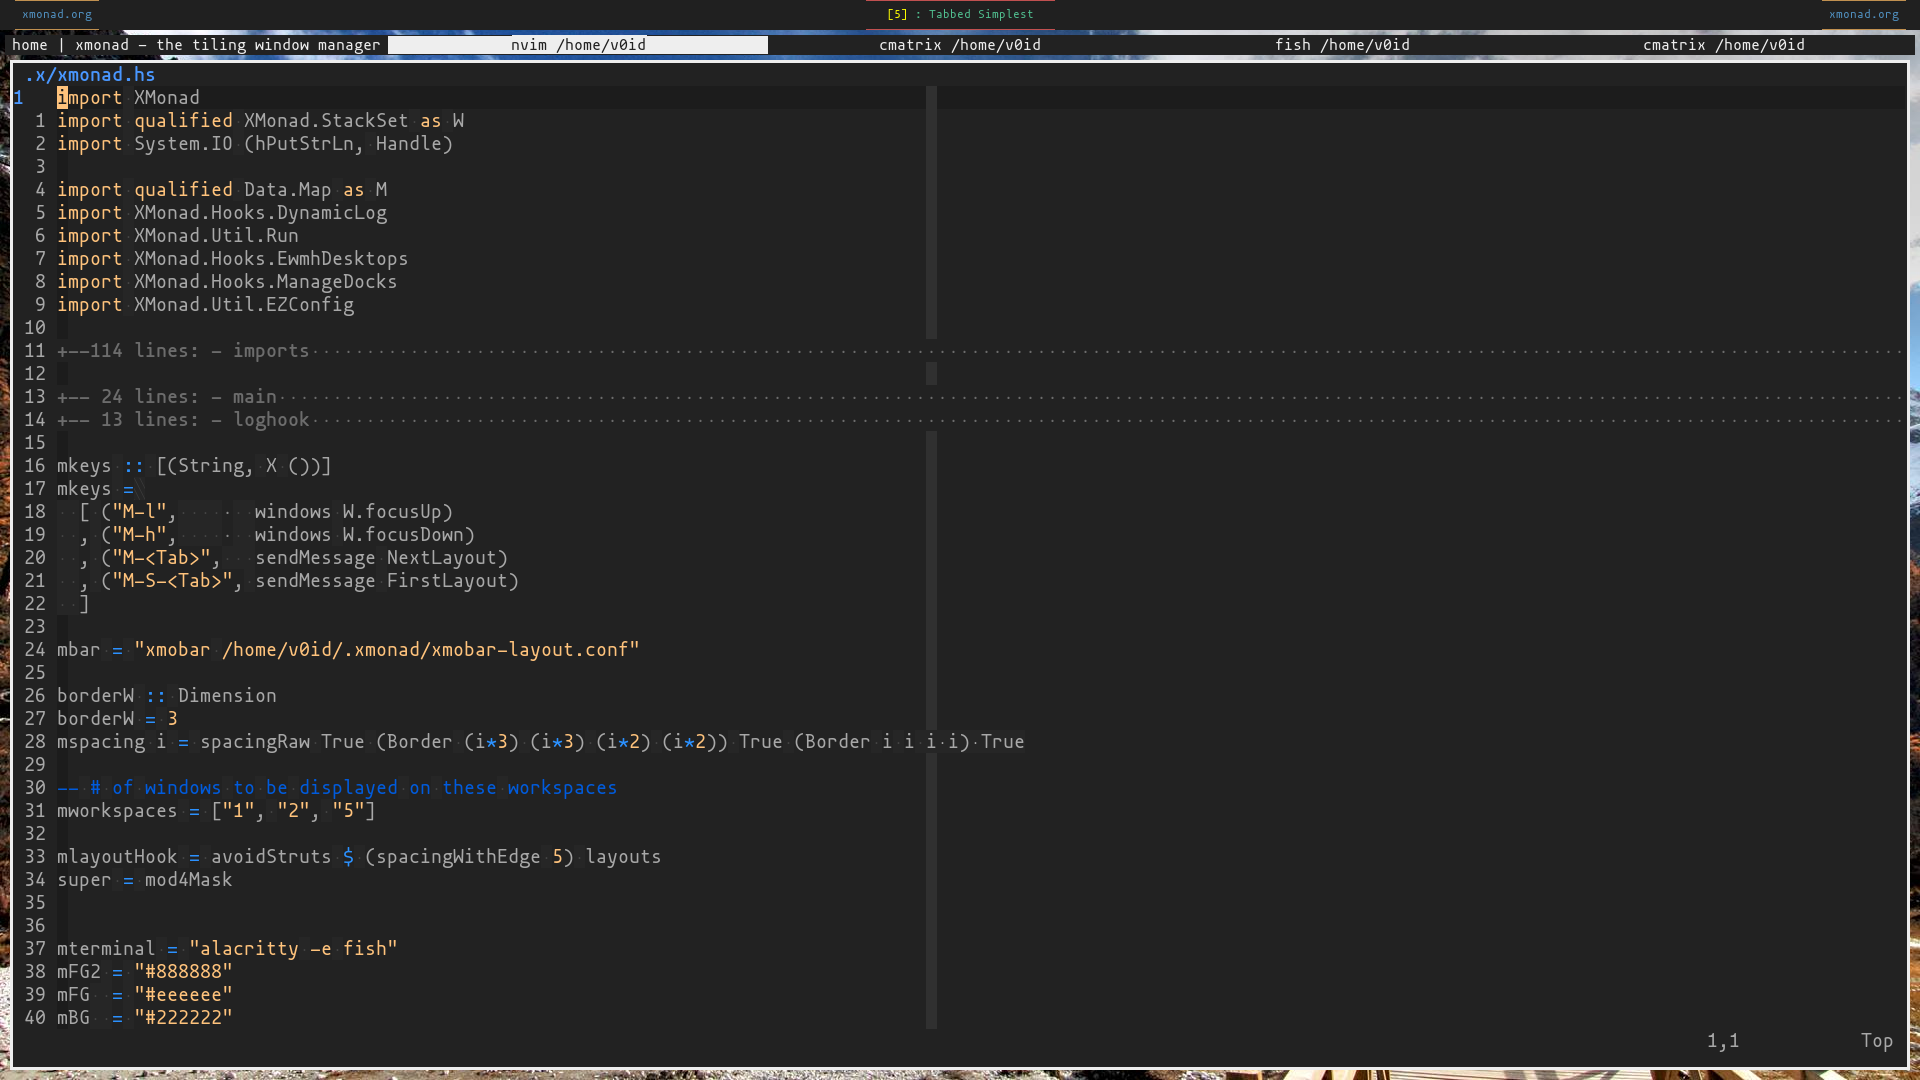 xmonad.org
[5] : Tabbed Simplest
xmonad.org
home | xmonad – the tiling window manager
nvim /home/v0id
cmatrix /home/v0id
fish /home/v0id
cmatrix /home/v0id
.x/xmonad.hs
1 import XMonad
1 import qualified XMonad.StackSet as W
2 import System.IO (hPutStrLn, Handle)
3
4 import qualified Data.Map as M
5 import XMonad.Hooks.DynamicLog
6 import XMonad.Util.Run
7 import XMonad.Hooks.EwmhDesktops
8 import XMonad.Hooks.ManageDocks
9 import XMonad.Util.EZConfig
10
11 +--114 lines: - imports
12
13 +-- 24 lines: - main
14 +-- 13 lines: - loghook
15
16 mkeys :: [(String, X ())]
17 mkeys =\
18 [ ("M-l", windows W.focusUp)
19 , ("M-h", windows W.focusDown)
20 , ("M-<Tab>", sendMessage NextLayout)
21 , ("M-S-<Tab>", sendMessage FirstLayout)
22 ]
23
24 mbar = "xmobar /home/v0id/.xmonad/xmobar-layout.conf"
25
26 borderW :: Dimension
27 borderW = 3
28 mspacing i = spacingRaw True (Border (i*3) (i*3) (i*2) (i*2)) True (Border i i i i) True
29
30 -- # of windows to be displayed on these workspaces
31 mworkspaces = ["1", "2", "5"]
32
33 mlayoutHook = avoidStruts $ (spacingWithEdge 5) layouts
34 super = mod4Mask
35
36
37 mterminal = "alacritty -e fish"
38 mFG2 = "#888888"
39 mFG = "#eeeeee"
40 mBG = "#222222"
1,1 Top